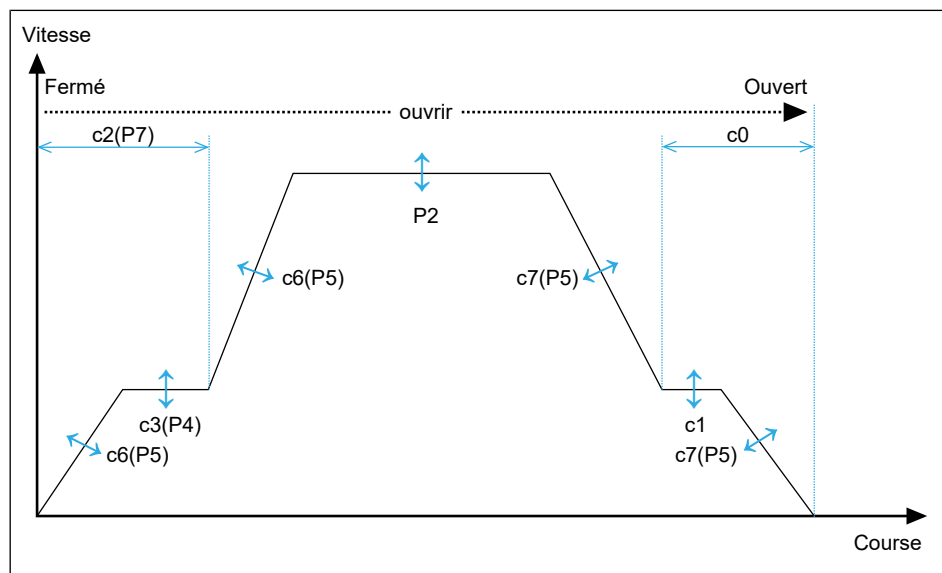 Vitesse
Fermé
Ouvert
ouvrir
c2(P7)
c0
P2
c6(P5)
c7(P5)
c3(P4)
c1
c6(P5)
c7(P5)
Course